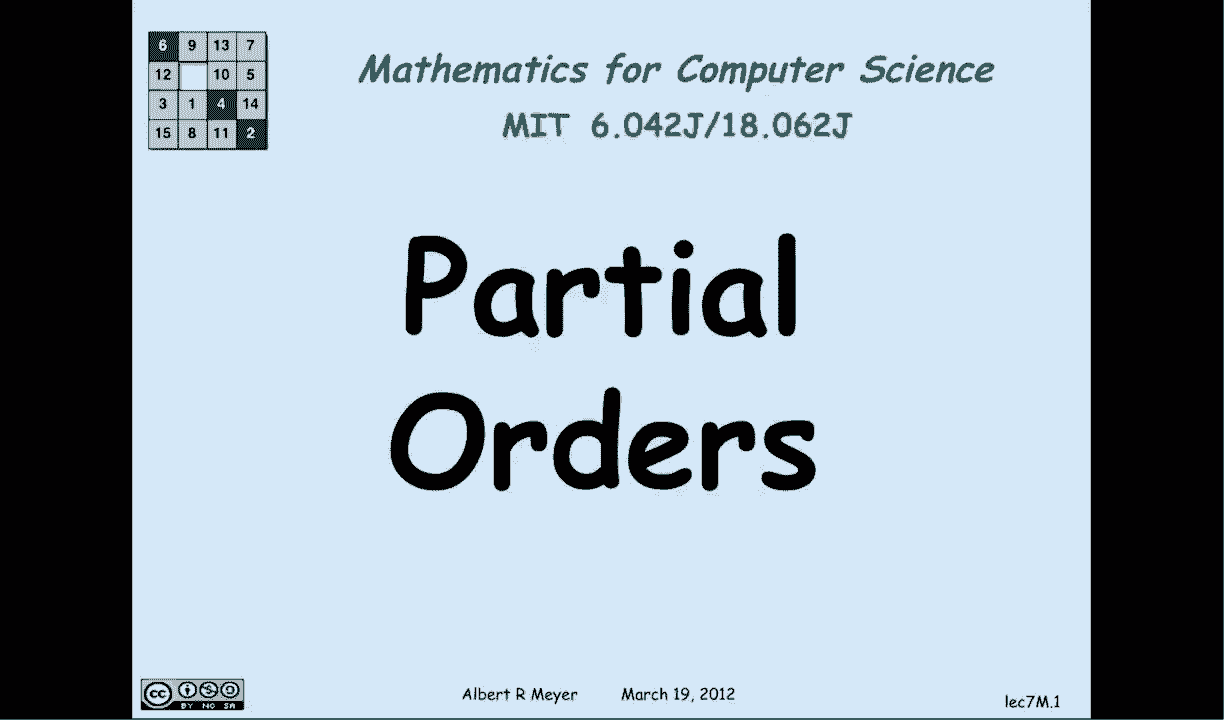 6 9 13 7
12 10 5
3 1 4 14
15 8 11 2
Mathematics for Computer Science
MIT 6.042J/18.062J
Partial
Orders
cc
BY NC SA
Albert R Meyer March 19, 2012
lec7M.1